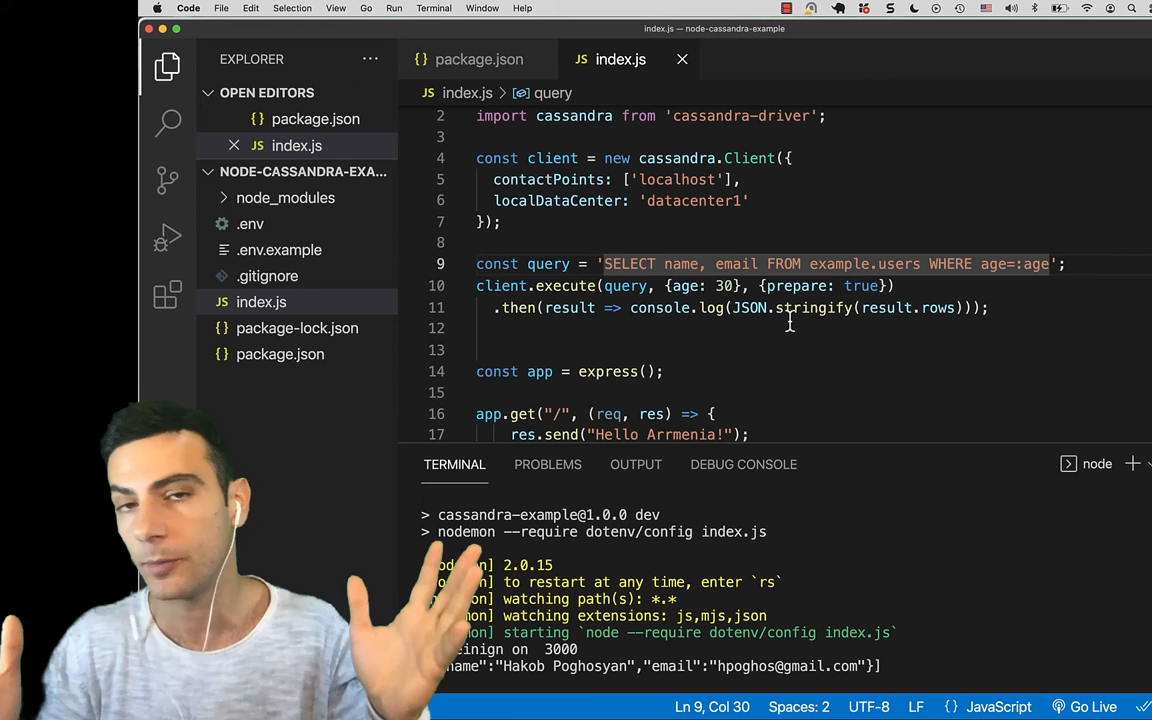 Code File Edit Selection View Go Run Terminal Window Help
index.js — node-cassandra-example
EXPLORER
OPEN EDITORS
{ } package.json
JS index.js
NODE-CASSANDRA-EXA...
node_modules
.env
.env.example
.gitignore
JS index.js
{ } package-lock.json
{ } package.json
{ } package.json
JS index.js
JS index.js > query
2 import cassandra from 'cassandra-driver';
3
4 const client = new cassandra.Client({
5 contactPoints: ['localhost'],
6 localDataCenter: 'datacenter1'
7 });
8
9 const query = 'SELECT name, email FROM example.users WHERE age=:age';
10 client.execute(query, {age: 30}, {prepare: true})
11 .then(result => console.log(JSON.stringify(result.rows)));
12
13
14 const app = express();
15
16 app.get("/", (req, res) => {
17 res.send("Hello Arrmenia!");
TERMINAL PROBLEMS OUTPUT DEBUG CONSOLE
node
> cassandra-example@1.0.0 dev
> nodemon --require dotenv/config index.js
] 2.0.15
] to restart at any time, enter `rs`
] watching path(s): *.*
] watching extensions: js,mjs,json
] starting `node --require dotenv/config index.js`
on 3000
"Hakob Poghosyan","email":"hpoghos@gmail.com"}]
Ln 9, Col 30 Spaces: 2 UTF-8 LF { } JavaScript Go Live